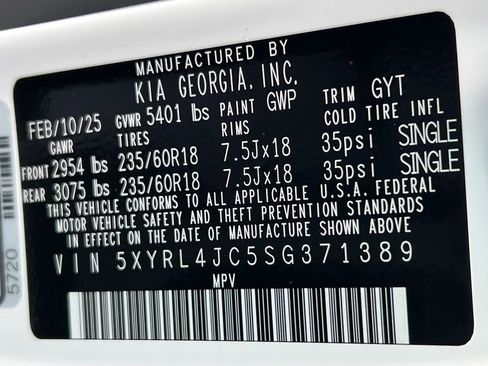 MANUFACTURED BY
KIA GEORGIA, INC.
FEB/10/25 GVWR 5401 lbs PAINT GWP TRIM GYT
GAWR TIRES RIMS COLD TIRE INFL
FRONT 2954 lbs 235/60R18 7.5Jx18 35psi SINGLE
REAR 3075 lbs 235/60R18 7.5Jx18 35psi SINGLE
THIS VEHICLE CONFORMS TO ALL APPLICABLE U.S.A. FEDERAL
MOTOR VEHICLE SAFETY AND THEFT PREVENTION STANDARDS
IN EFFECT ON THE DATE OF MANUFACTURE SHOWN ABOVE.
VIN 5XYRL4JC5SG371389
MPV
5720